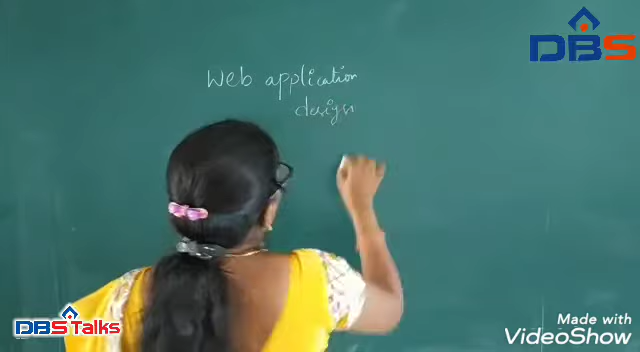 DBS
Web application
design
DBS Talks
Made with
VideoShow